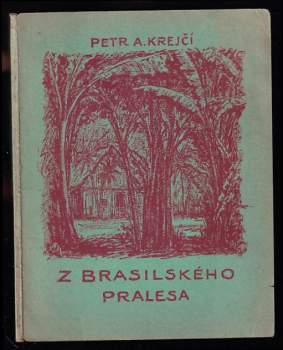 PETR A. KREJČÍ
Z BRASILSKÉHO
PRALESA